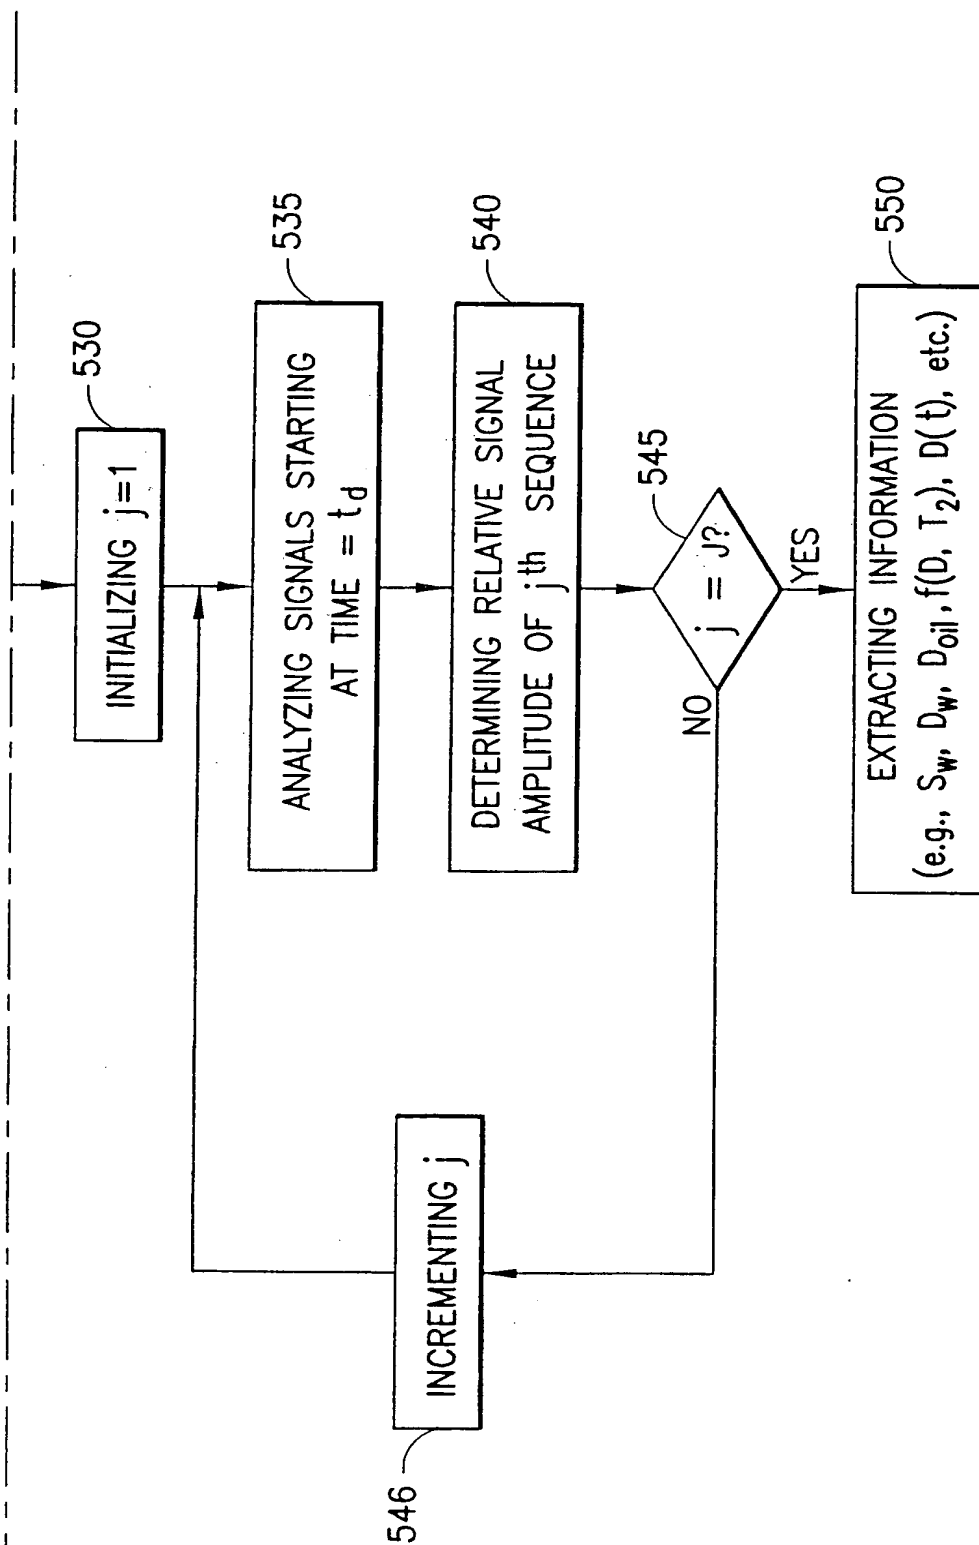 INITIALIZING j=1
530
ANALYZING SIGNALS STARTING
AT TIME = t_d
535
DETERMINING RELATIVE SIGNAL
AMPLITUDE OF j^th SEQUENCE
540
j = J?
545
NO
YES
INCREMENTING j
546
EXTRACTING INFORMATION
(e.g., S_w, D_w, D_oil, f(D, T_2), D(t), etc.)
550